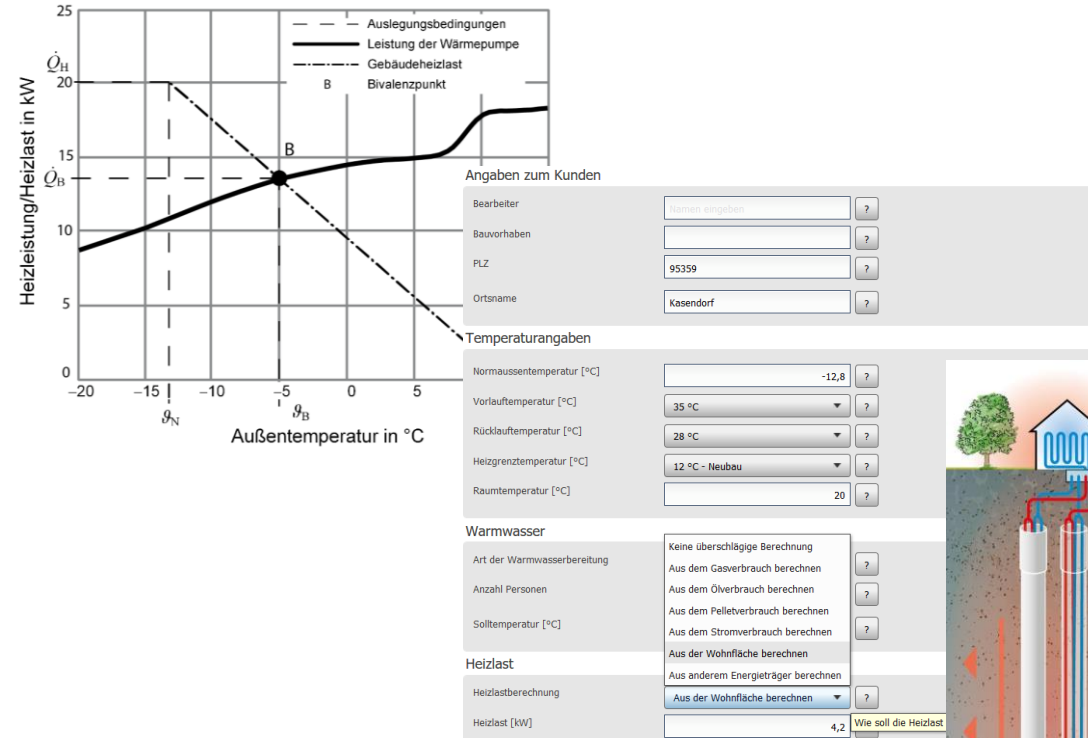 25
20
15
10
5
0
Q̇H
Q̇B
Heizleistung/Heizlast in kW
Auslegungsbedingungen
Leistung der Wärmepumpe
Gebäudeheizlast
B Bivalenzpunkt
B
−20 −15 −10 −5 0 5
ϑN ϑB
Außentemperatur in °C
Angaben zum Kunden
Bearbeiter Namen eingeben ?
Bauvorhaben ?
PLZ 95359 ?
Ortsname Kasendorf ?
Temperaturangaben
Normaussentemperatur [°C] -12,8 ?
Vorlauftemperatur [°C] 35 °C ?
Rücklauftemperatur [°C] 28 °C ?
Heizgrenztemperatur [°C] 12 °C - Neubau ?
Raumtemperatur [°C] 20 ?
Warmwasser
Art der Warmwasserbereitung ?
Anzahl Personen ?
Solltemperatur [°C] ?
Keine überschlägige Berechnung
Aus dem Gasverbrauch berechnen
Aus dem Ölverbrauch berechnen
Aus dem Pelletverbrauch berechnen
Aus dem Stromverbrauch berechnen
Aus der Wohnfläche berechnen
Aus anderem Energieträger berechnen
Heizlast
Heizlastberechnung Aus der Wohnfläche berechnen ?
Heizlast [kW] 4,2
Wie soll die Heizlast